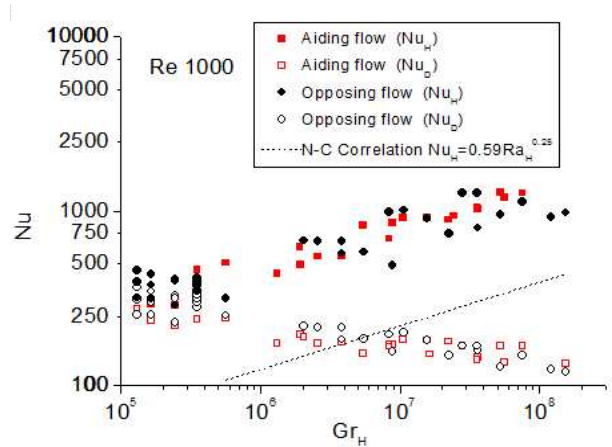 10000
7500
5000
2500
1000
750
500
250
100
Nu
Re 1000
Aiding flow (Nu_H)
Aiding flow (Nu_D)
Opposing flow (Nu_H)
Opposing flow (Nu_D)
N-C Correlation Nu_H=0.59Ra_H^0.25
10^5 10^6 10^7 10^8
Gr_H